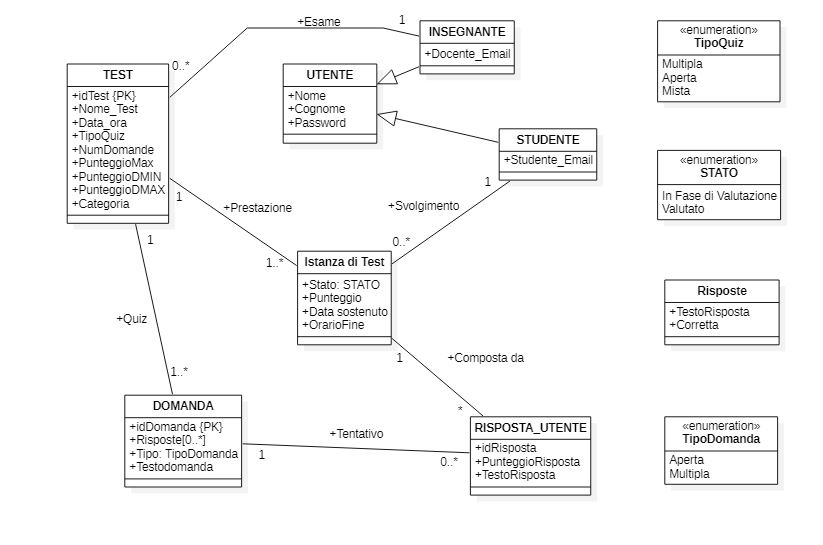 +Esame
1
0..*
INSEGNANTE
+Docente_Email
«enumeration»
TipoQuiz
Multipla
Aperta
Mista
TEST
+idTest {PK}
+Nome_Test
+Data_ora
+TipoQuiz
+NumDomande
+PunteggioMax
+PunteggioDMIN
+PunteggioDMAX
+Categoria
UTENTE
+Nome
+Cognome
+Password
STUDENTE
+Studente_Email
«enumeration»
STATO
In Fase di Valutazione
Valutato
1
+Prestazione
1..*
1
+Svolgimento
0..*
Istanza di Test
+Stato: STATO
+Punteggio
+Data sostenuto
+OrarioFine
Risposte
+TestoRisposta
+Corretta
1
+Quiz
1..*
1
+Composta da
*
DOMANDA
+idDomanda {PK}
+Risposte[0..*]
+Tipo: TipoDomanda
+Testodomanda
+Tentativo
1
0..*
RISPOSTA_UTENTE
+idRisposta
+PunteggioRisposta
+TestoRisposta
«enumeration»
TipoDomanda
Aperta
Multipla